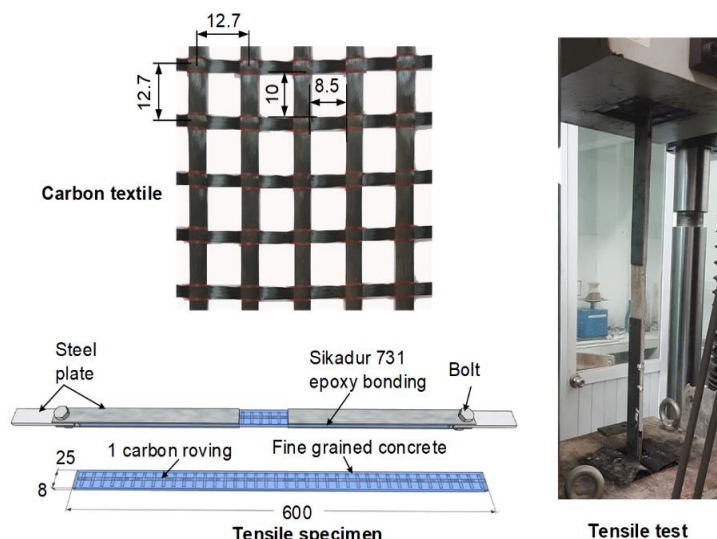 12.7
12.7
10
8.5
Carbon textile
Steel
plate
Sikadur 731
epoxy bonding
Bolt
1 carbon roving
Fine grained concrete
25
8
600
Tensile specimen
Tensile test